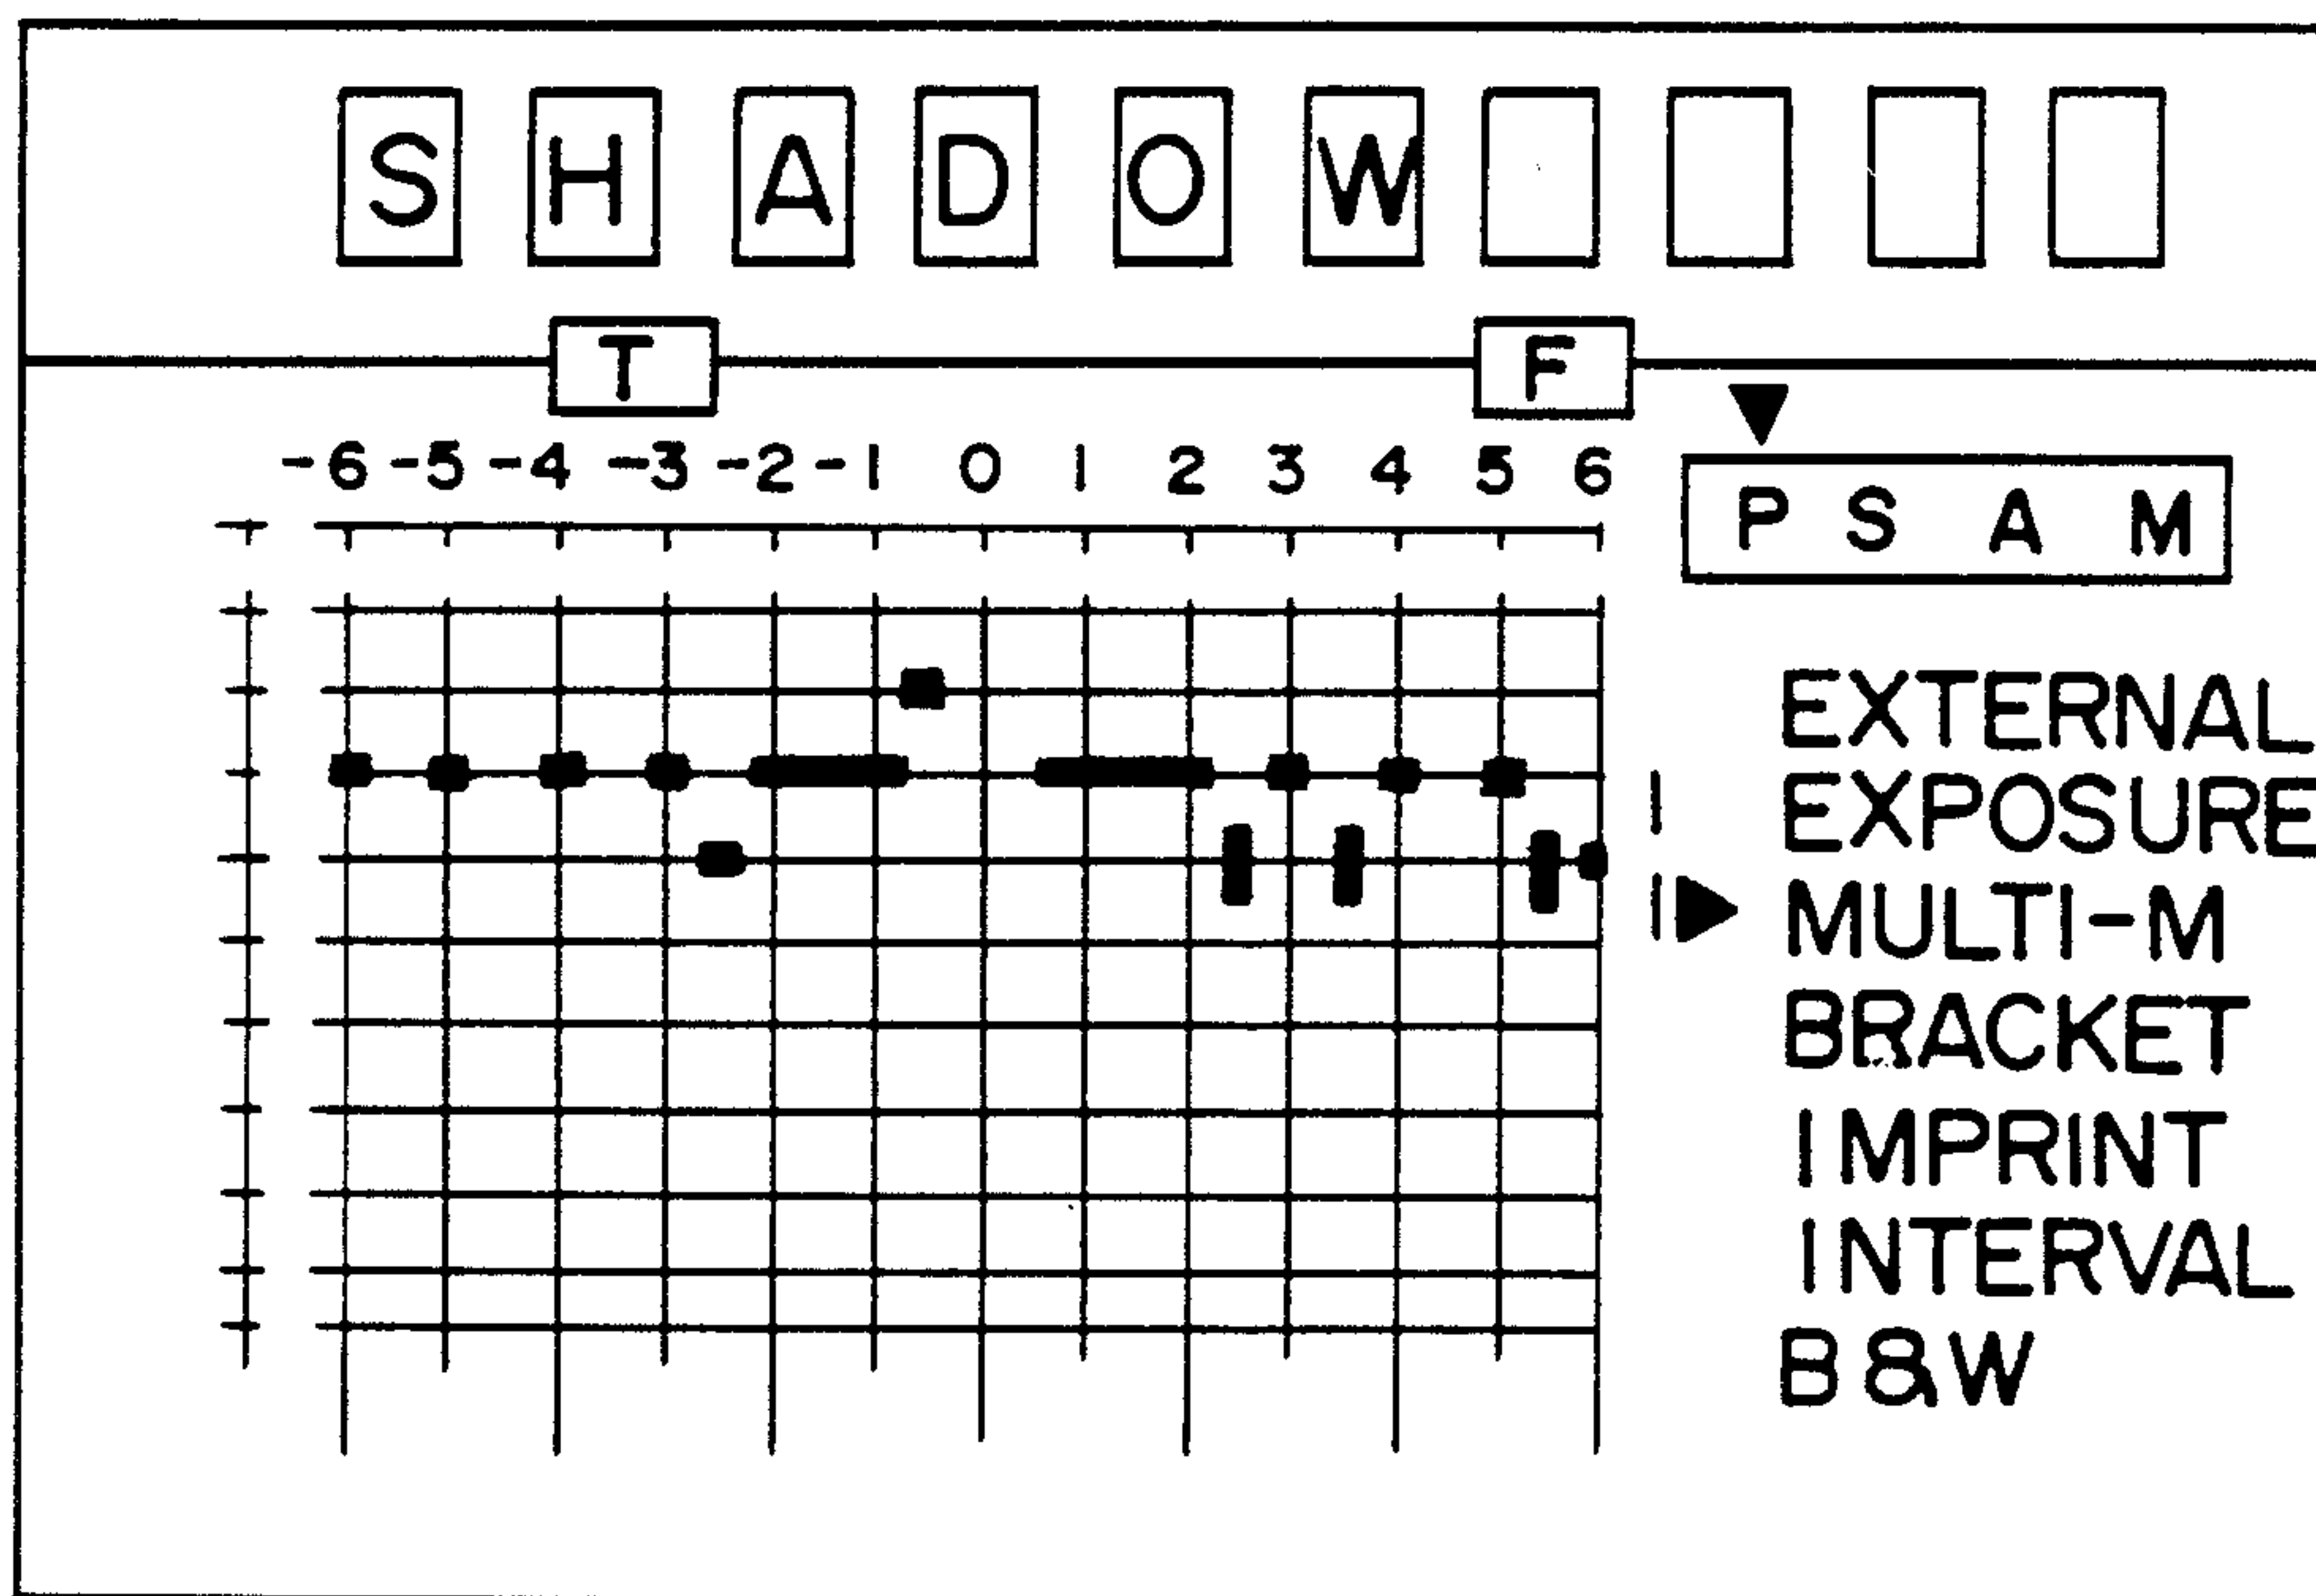 SHADOW
T F
-6 -5 -4 -3 -2 -1 0 1 2 3 4 5 6
P S A M
EXTERNAL
EXPOSURE
MULTI-M
BRACKET
IMPRINT
INTERVAL
B&W